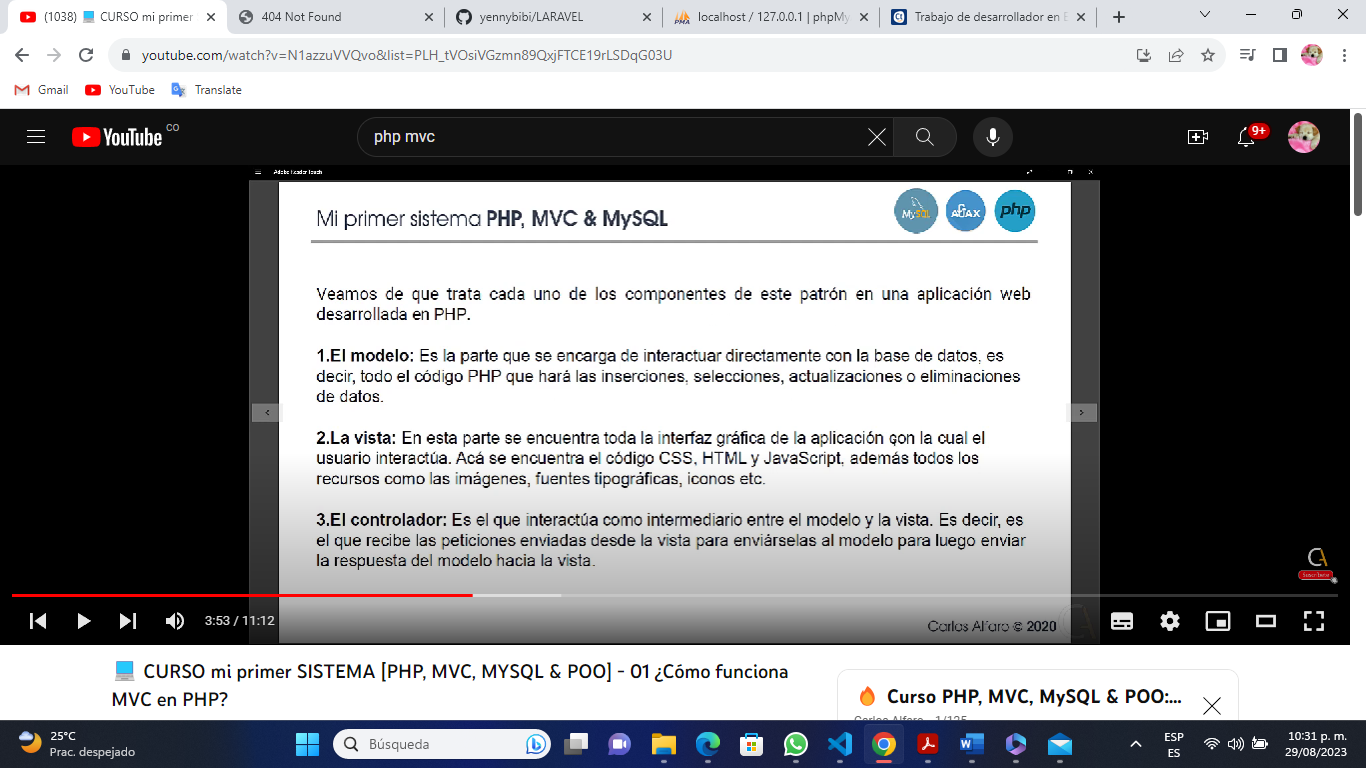 (1038) 💻 CURSO mi primer
404 Not Found
yennybibi/LARAVEL
localhost / 127.0.0.1 | phpMy
Trabajo de desarrollador en E
youtube.com/watch?v=N1azzuVVQvo&list=PLH_tVOsiVGzmn89QxjFTCE19rLSDqG03U
Gmail
YouTube
Translate
YouTube CO
php mvc
9+
Adobe Reader Touch
Mi primer sistema PHP, MVC & MySQL
MySQL
AJAX
php
Veamos de que trata cada uno de los componentes de este patrón en una aplicación web
desarrollada en PHP.
1.El modelo: Es la parte que se encarga de interactuar directamente con la base de datos, es
decir, todo el código PHP que hará las inserciones, selecciones, actualizaciones o eliminaciones
de datos.
2.La vista: En esta parte se encuentra toda la interfaz gráfica de la aplicación con la cual el
usuario interactúa. Acá se encuentra el código CSS, HTML y JavaScript, además todos los
recursos como las imágenes, fuentes tipográficas, iconos etc.
3.El controlador: Es el que interactúa como intermediario entre el modelo y la vista. Es decir, es
el que recibe las peticiones enviadas desde la vista para enviárselas al modelo para luego enviar
la respuesta del modelo hacia la vista.
CA
Suscribete
3:53 / 11:12
Carlos Alfaro © 2020
💻 CURSO mi primer SISTEMA [PHP, MVC, MYSQL & POO] - 01 ¿Cómo funciona
MVC en PHP?
🔥 Curso PHP, MVC, MySQL & POO:...
Carlos Alfaro - 1/125
25°C
Prac. despejado
Búsqueda
ESP
ES
10:31 p. m.
29/08/2023